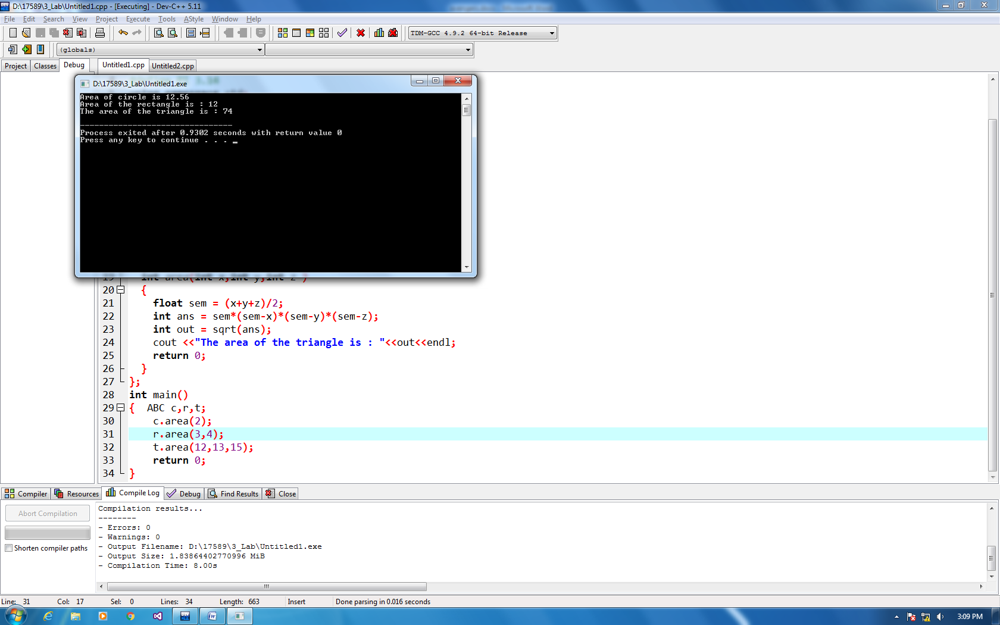 D:\17589\3_Lab\Untitled1.cpp - [Executing] - Dev-C++ 5.11
File Edit Search View Project Execute Tools AStyle Window Help
TDM-GCC 4.9.2 64-bit Release
(globals)
Project Classes Debug Untitled1.cpp Untitled2.cpp
3.14
D:\17589\3_Lab\Untitled1.exe
Area of circle is 12.56
Area of the rectangle is : 12
The area of the triangle is : 74
--------------------------------
Process exited after 0.9302 seconds with return value 0
Press any key to continue . . . _
19 int area(int x,int y,int z )
20 {
21 float sem = (x+y+z)/2;
22 int ans = sem*(sem-x)*(sem-y)*(sem-z);
23 int out = sqrt(ans);
24 cout <<"The area of the triangle is : "<<out<<endl;
25 return 0;
26 }
27 };
28 int main()
29 { ABC c,r,t;
30 c.area(2);
31 r.area(3,4);
32 t.area(12,13,15);
33 return 0;
34 }
Compiler Resources Compile Log Debug Find Results Close
Abort Compilation
Shorten compiler paths
Compilation results...
--------
- Errors: 0
- Warnings: 0
- Output Filename: D:\17589\3_Lab\Untitled1.exe
- Output Size: 1.83864402770996 MiB
- Compilation Time: 8.00s
Line: 31 Col: 17 Sel: 0 Lines: 34 Length: 663 Insert Done parsing in 0.016 seconds
3:09 PM